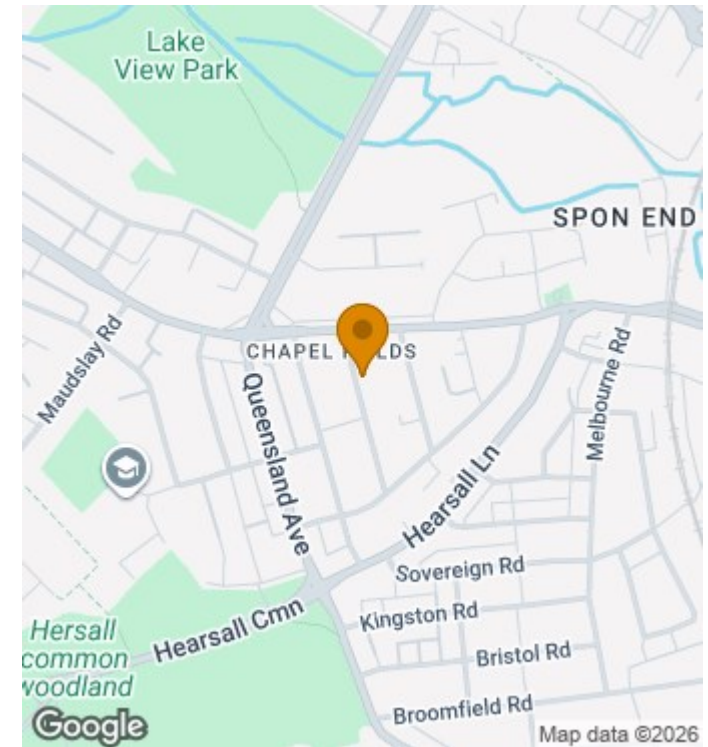 Lake
View Park
SPON END
CHAPEL FIELDS
Maudslay Rd
Queensland Ave
Melbourne Rd
Hearsall Ln
Sovereign Rd
Kingston Rd
Hearsall Cmn
Hersall
common
woodland
Bristol Rd
Broomfield Rd
Google
Map data ©2026